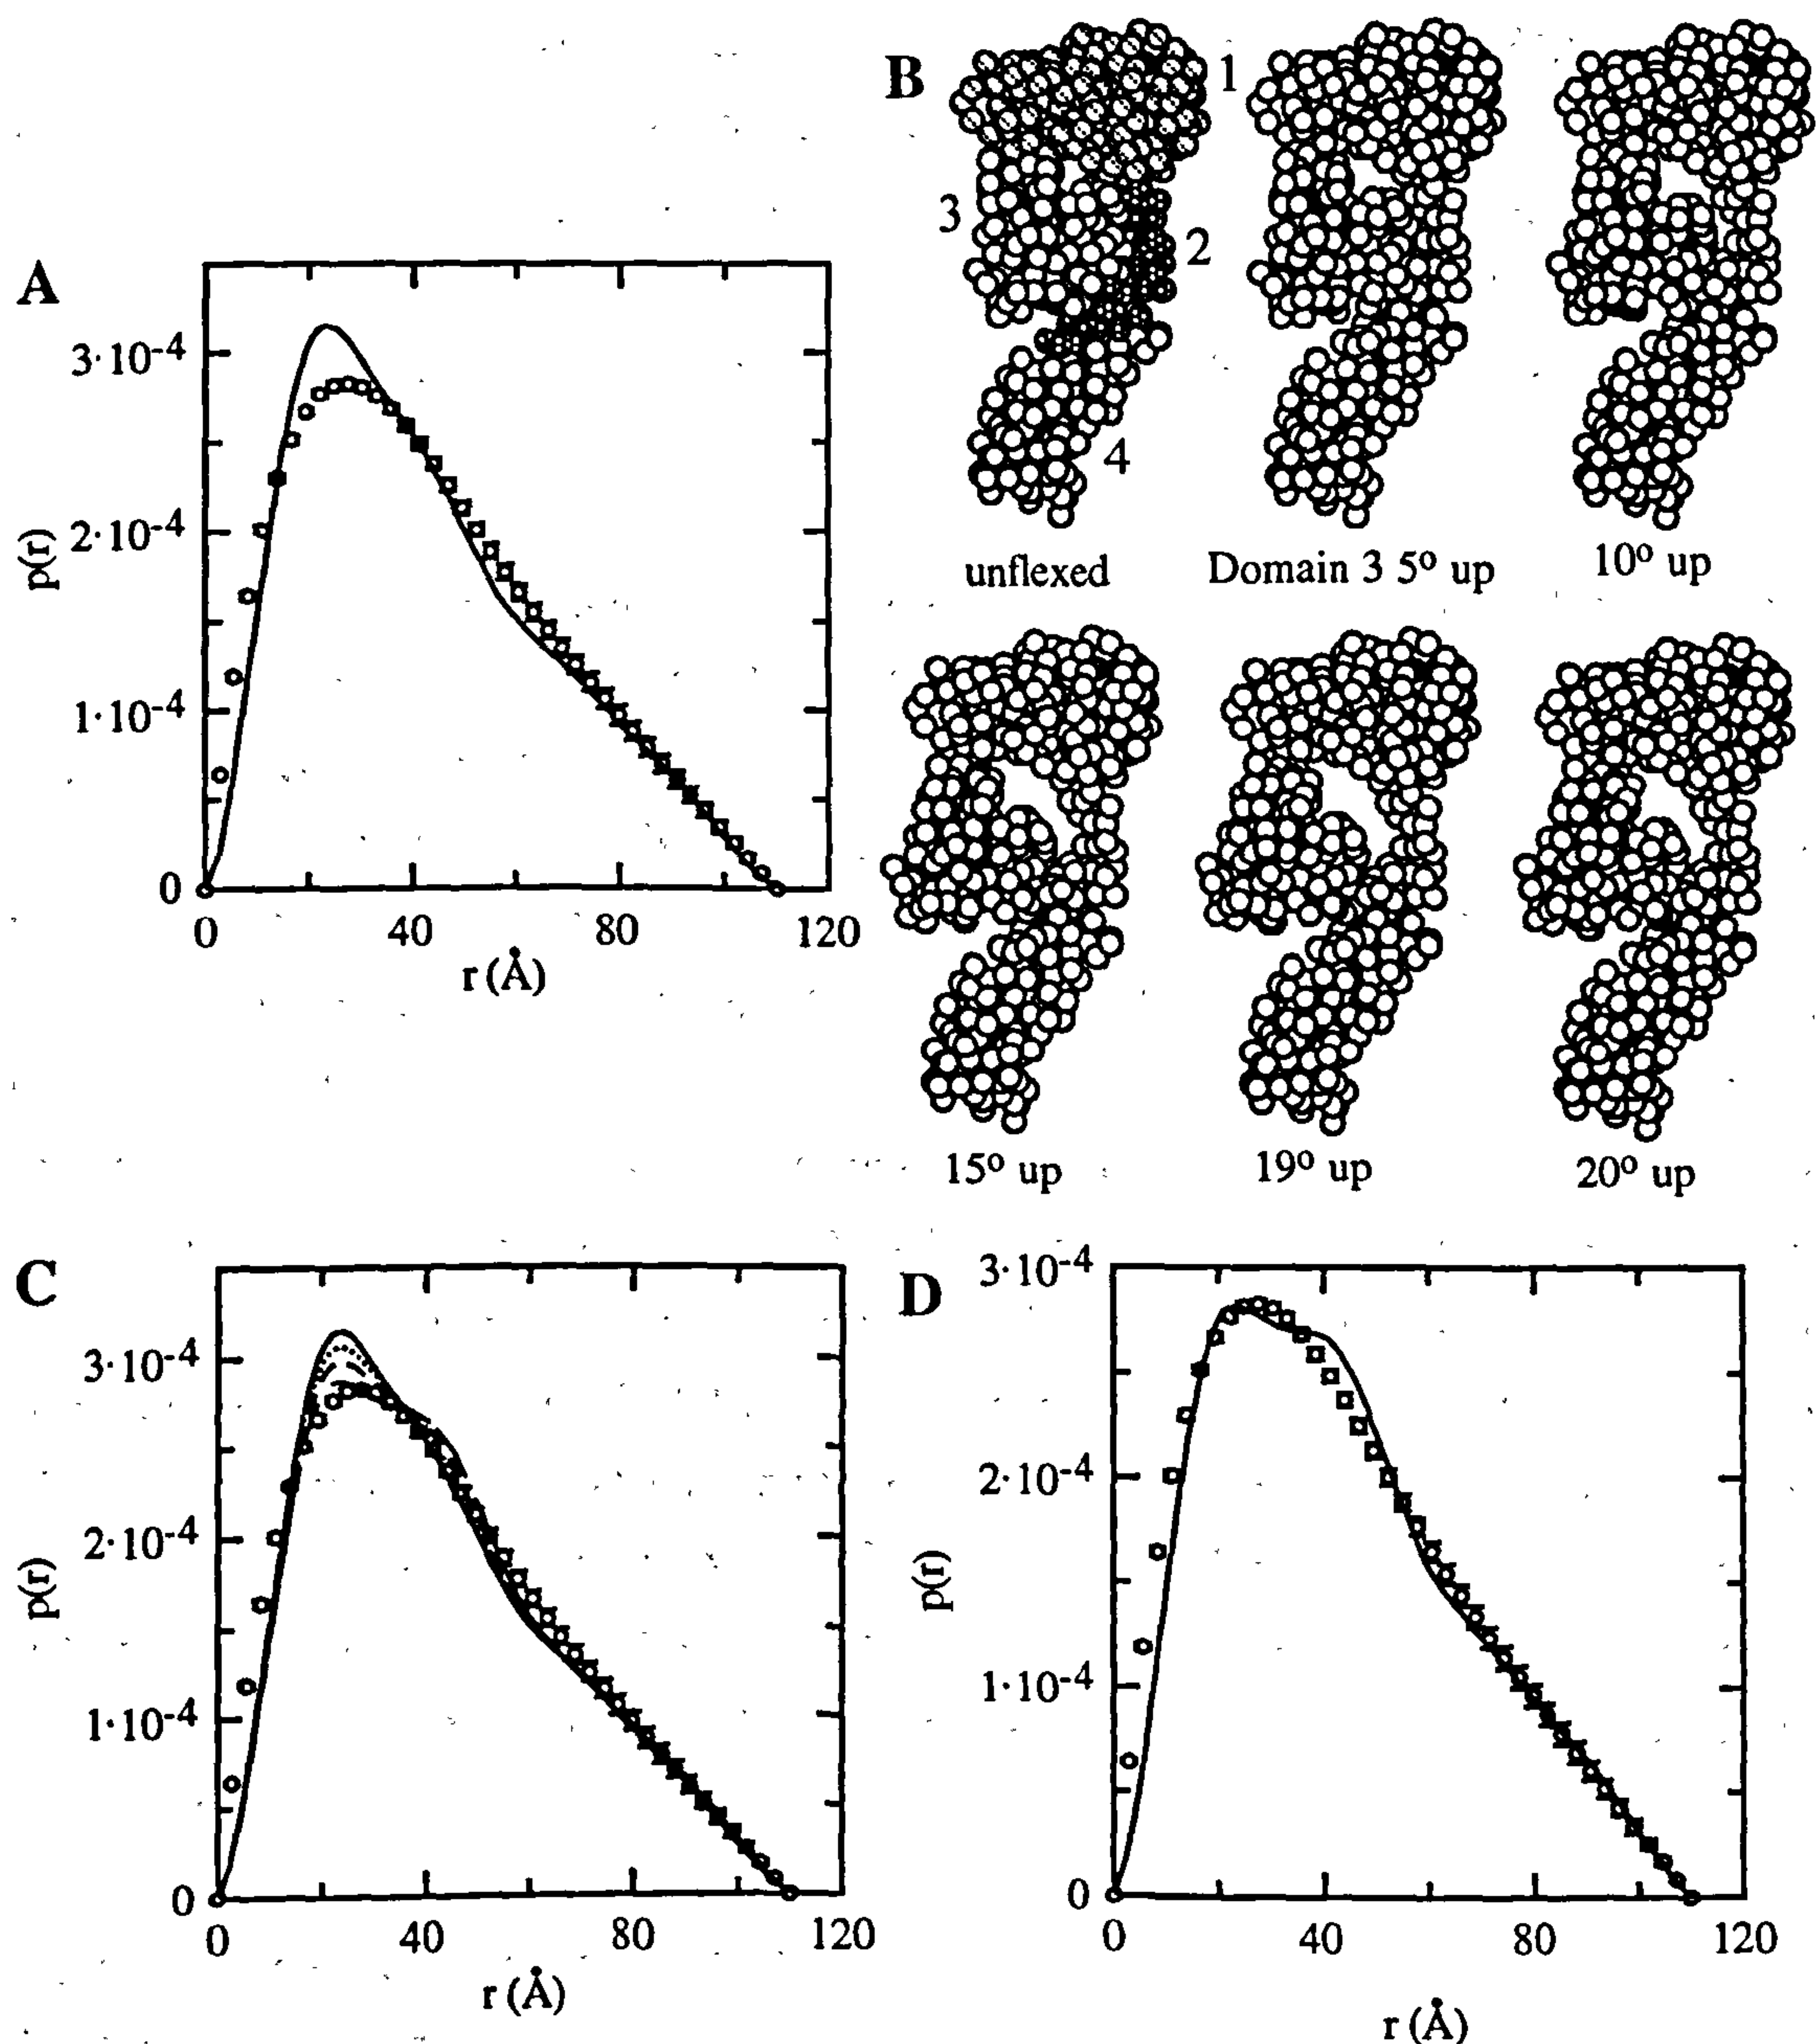 A
3·10⁻⁴
2·10⁻⁴
1·10⁻⁴
0
p(r)
0 40 80 120
r (Å)
B
1
3
2
4
unflexed
Domain 3 5º up
10º up
15º up
19º up
20º up
C
3·10⁻⁴
2·10⁻⁴
1·10⁻⁴
0
p(r)
0 40 80 120
r (Å)
D
3·10⁻⁴
2·10⁻⁴
1·10⁻⁴
0
p(r)
0 40 80 120
r (Å)